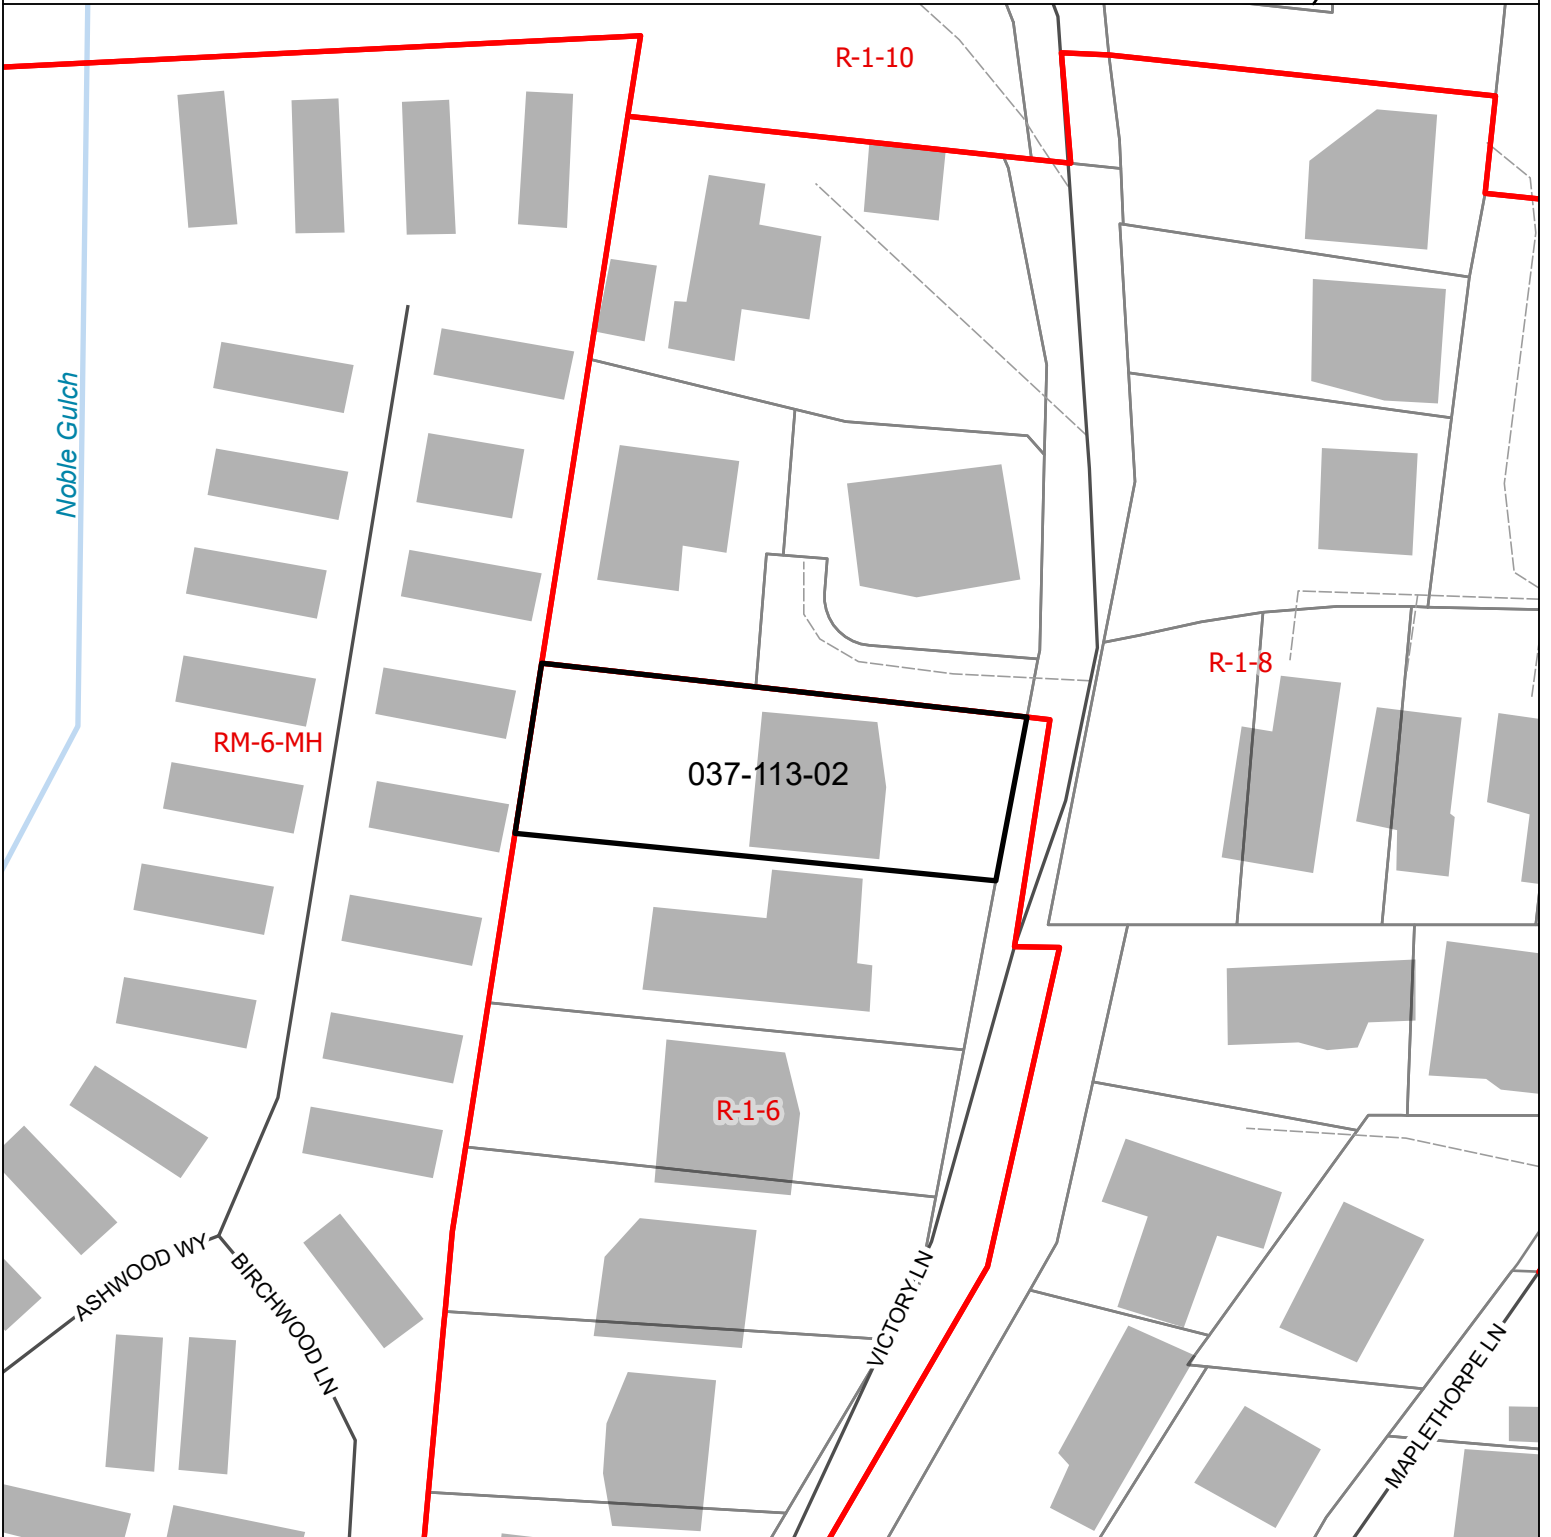 R-1-10
Noble Gulch
R-1-8
RM-6-MH
037-113-02
R-1-6
ASHWOOD WY
BIRCHWOOD LN
VICTORY LN
MAPLETHORPE LN